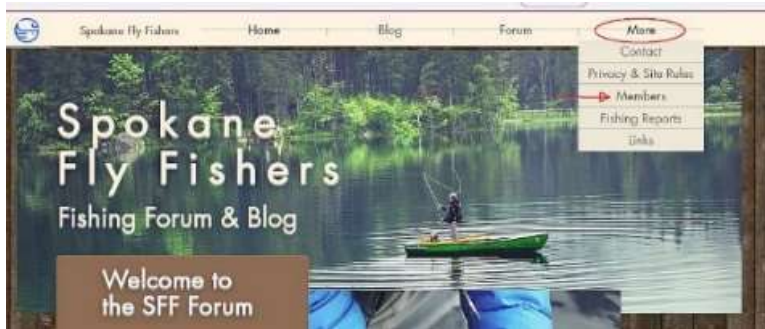 Spokane Fly Fishers Home Blog Forum More
Contact
Privacy & Site Rules
Members
Fishing Reports
Links
Spokane
Fly Fishers
Fishing Forum & Blog
Welcome to
the SFF Forum